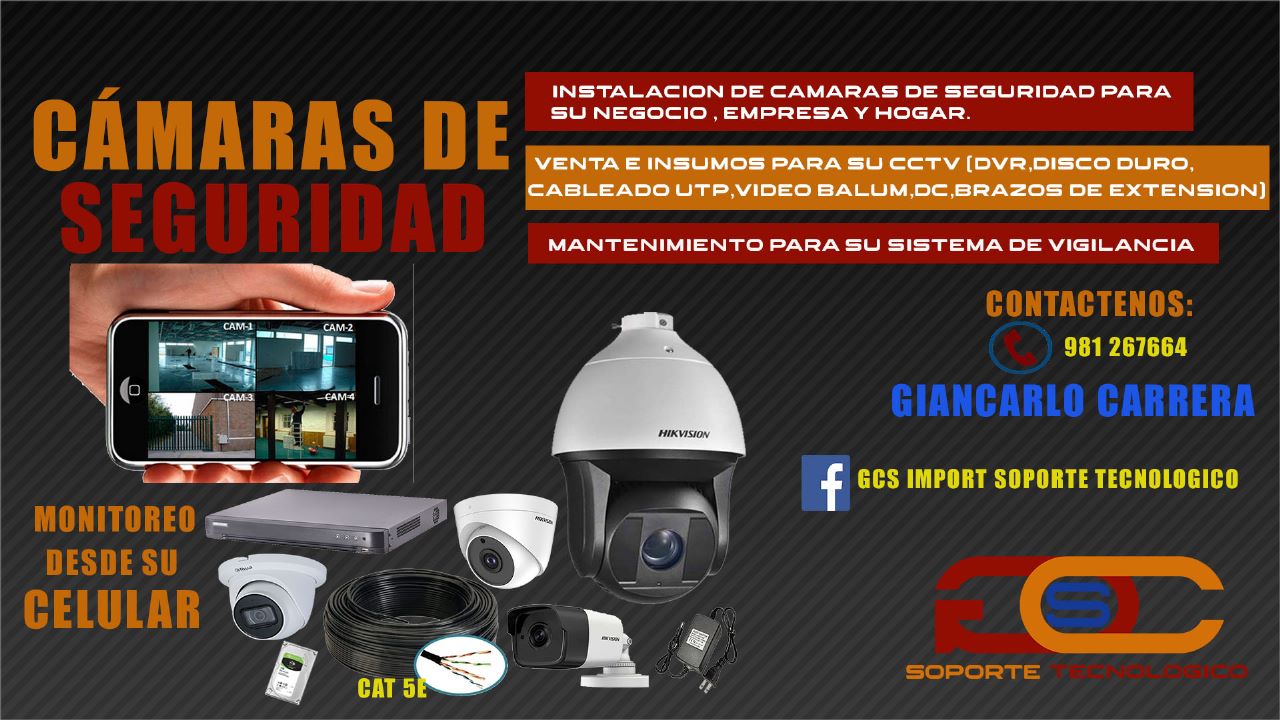 CÁMARAS DE
SEGURIDAD
INSTALACION DE CAMARAS DE SEGURIDAD PARA
SU NEGOCIO , EMPRESA Y HOGAR.
VENTA E INSUMOS PARA SU CCTV (DVR,DISCO DURO,
CABLEADO UTP,VIDEO BALUM,DC,BRAZOS DE EXTENSION)
MANTENIMIENTO PARA SU SISTEMA DE VIGILANCIA
CAM-1
CAM-2
CAM-3
CAM-4
HIKVISION
CONTACTENOS:
981 267664
GIANCARLO CARRERA
f GCS IMPORT SOPORTE TECNOLOGICO
MONITOREO
DESDE SU
CELULAR
HIKVISION
alhua
HIKVISION
CAT 5E
GSC
SOPORTE TECNOLOGICO